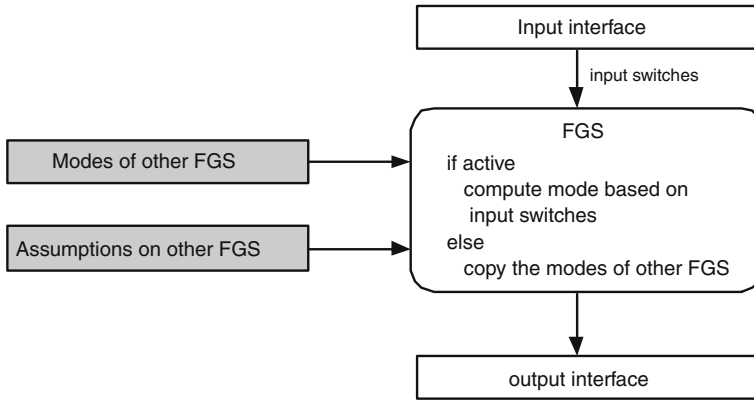 Input interface
input switches
FGS
Modes of other FGS
if active
compute mode based on
input switches
Assumptions on other FGS
else
copy the modes of other FGS
output interface